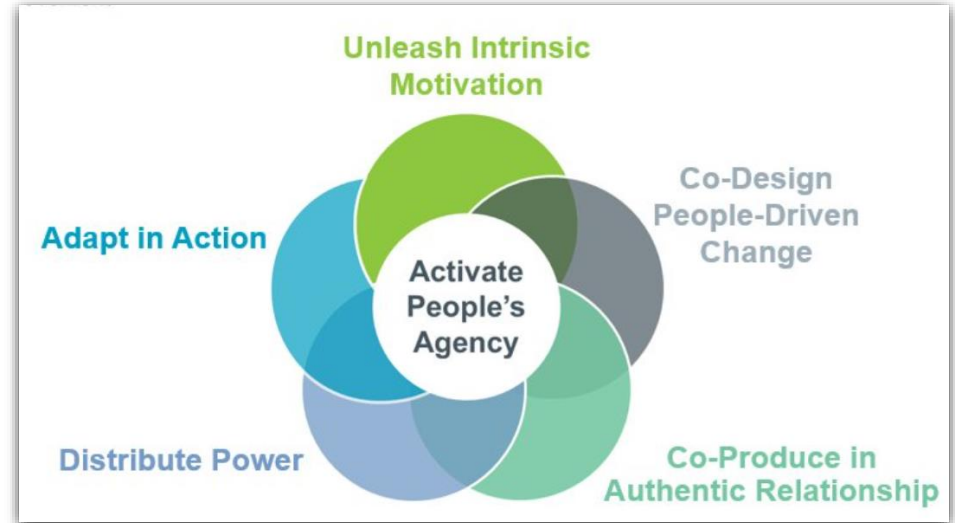 Unleash Intrinsic
Motivation
Co-Design
People-Driven
Change
Adapt in Action
Activate
People's
Agency
Distribute Power
Co-Produce in
Authentic Relationship